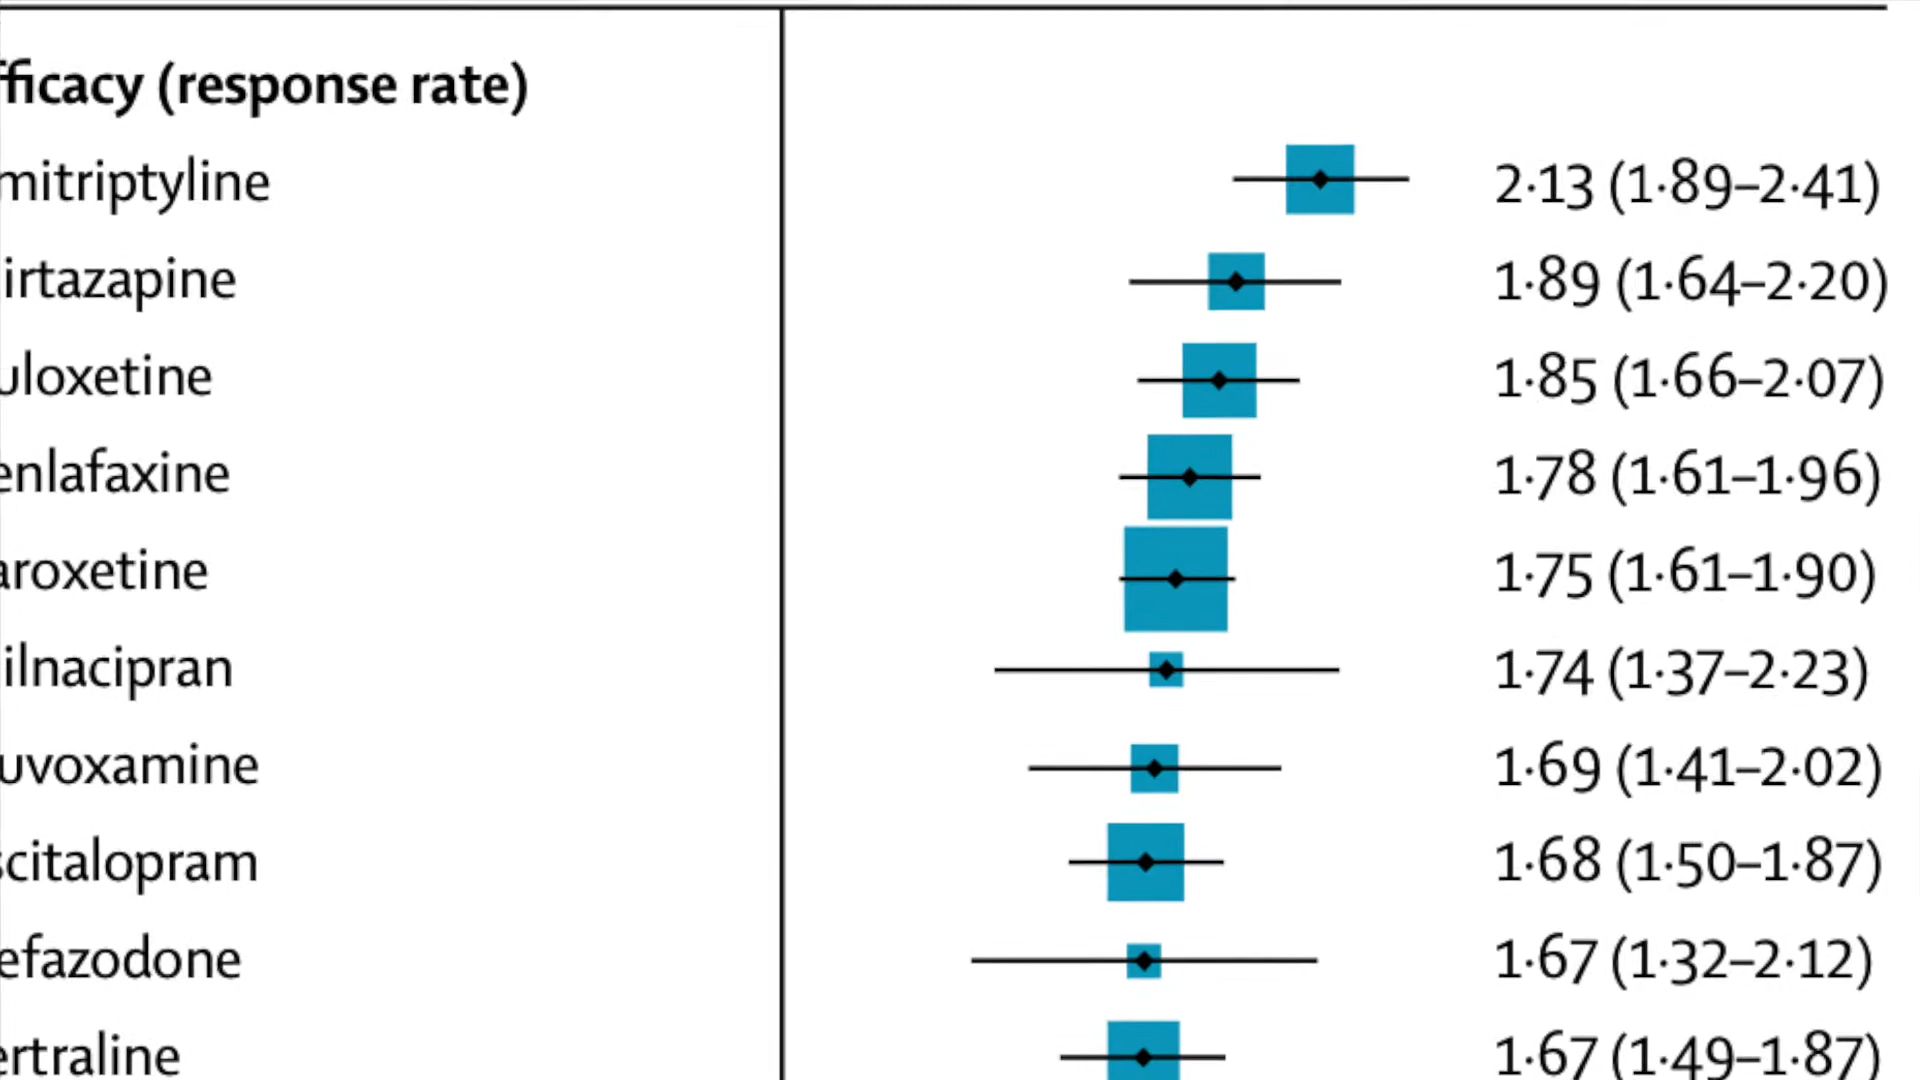 fficacy (response rate)
mitriptyline 2·13 (1·89–2·41)
irtazapine 1·89 (1·64–2·20)
uloxetine 1·85 (1·66–2·07)
enlafaxine 1·78 (1·61–1·96)
aroxetine 1·75 (1·61–1·90)
ilnacipran 1·74 (1·37–2·23)
uvoxamine 1·69 (1·41–2·02)
scitalopram 1·68 (1·50–1·87)
efazodone 1·67 (1·32–2·12)
ertraline 1·67 (1·49–1·87)